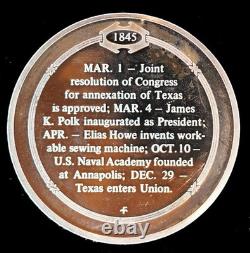 1845
MAR. 1 – Joint
resolution of Congress
for annexation of Texas
is approved; MAR. 4 – James
K. Polk inaugurated as President;
APR. – Elias Howe invents work-
able sewing machine; OCT. 10 –
U.S. Naval Academy founded
at Annapolis; DEC. 29 –
Texas enters Union.